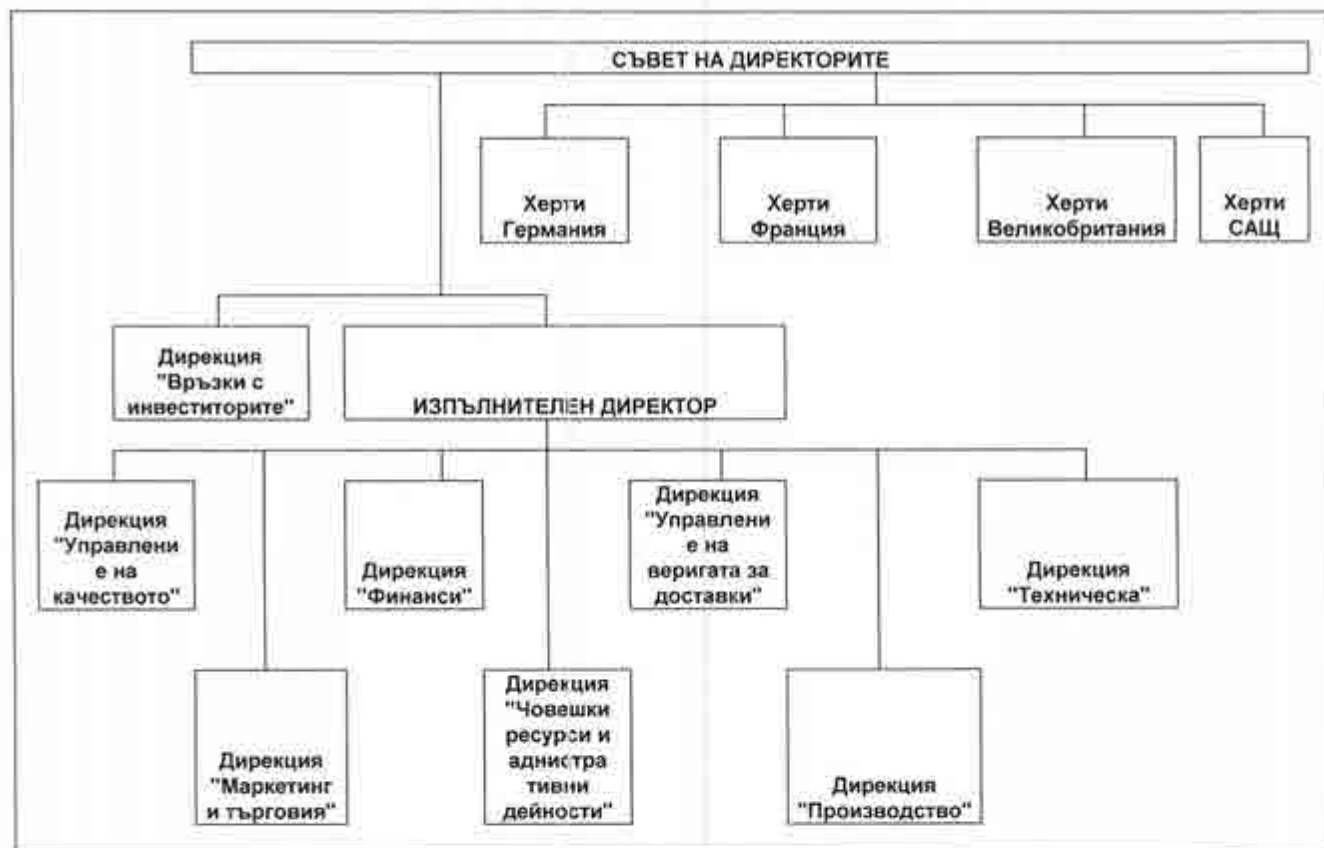 СЪВЕТ НА ДИРЕКТОРИТЕ
Херти
Германия
Херти
Франция
Херти
Великобритания
Херти
САЩ
Дирекция
"Връзки с
инвеститорите"
ИЗПЪЛНИТЕЛЕН ДИРЕКТОР
Дирекция
"Управлени
е на
качеството"
Дирекция
"Финанси"
Дирекция
"Управлени
е на
веригата за
доставки"
Дирекция
"Техническа"
Дирекция
"Маркетинг
и търговия"
Дирекция
"Човешки
ресурси и
аднистра
тивни
дейности"
Дирекция
"Производство"